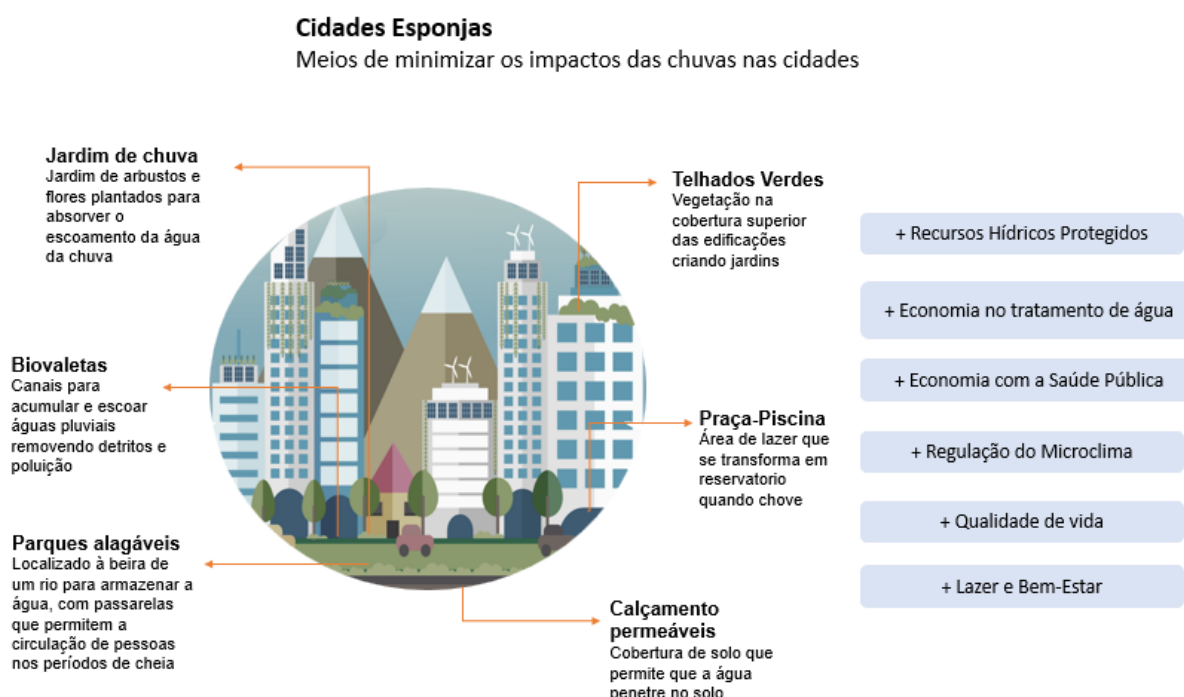 Cidades Esponjas
Meios de minimizar os impactos das chuvas nas cidades
Jardim de chuva
Jardim de arbustos e
flores plantados para
absorver o
escoamento da água
da chuva
Biovaletas
Canais para
acumular e escoar
águas pluviais
removendo detritos e
poluição
Parques alagáveis
Localizado à beira de
um rio para armazenar a
água, com passarelas
que permitem a
circulação de pessoas
nos períodos de cheia
Telhados Verdes
Vegetação na
cobertura superior
das edificações
criando jardins
Praça-Piscina
Área de lazer que
se transforma em
reservatorio
quando chove
Calçamento
permeáveis
Cobertura de solo que
permite que a água
penetre no solo
+ Recursos Hídricos Protegidos
+ Economia no tratamento de água
+ Economia com a Saúde Pública
+ Regulação do Microclima
+ Qualidade de vida
+ Lazer e Bem-Estar